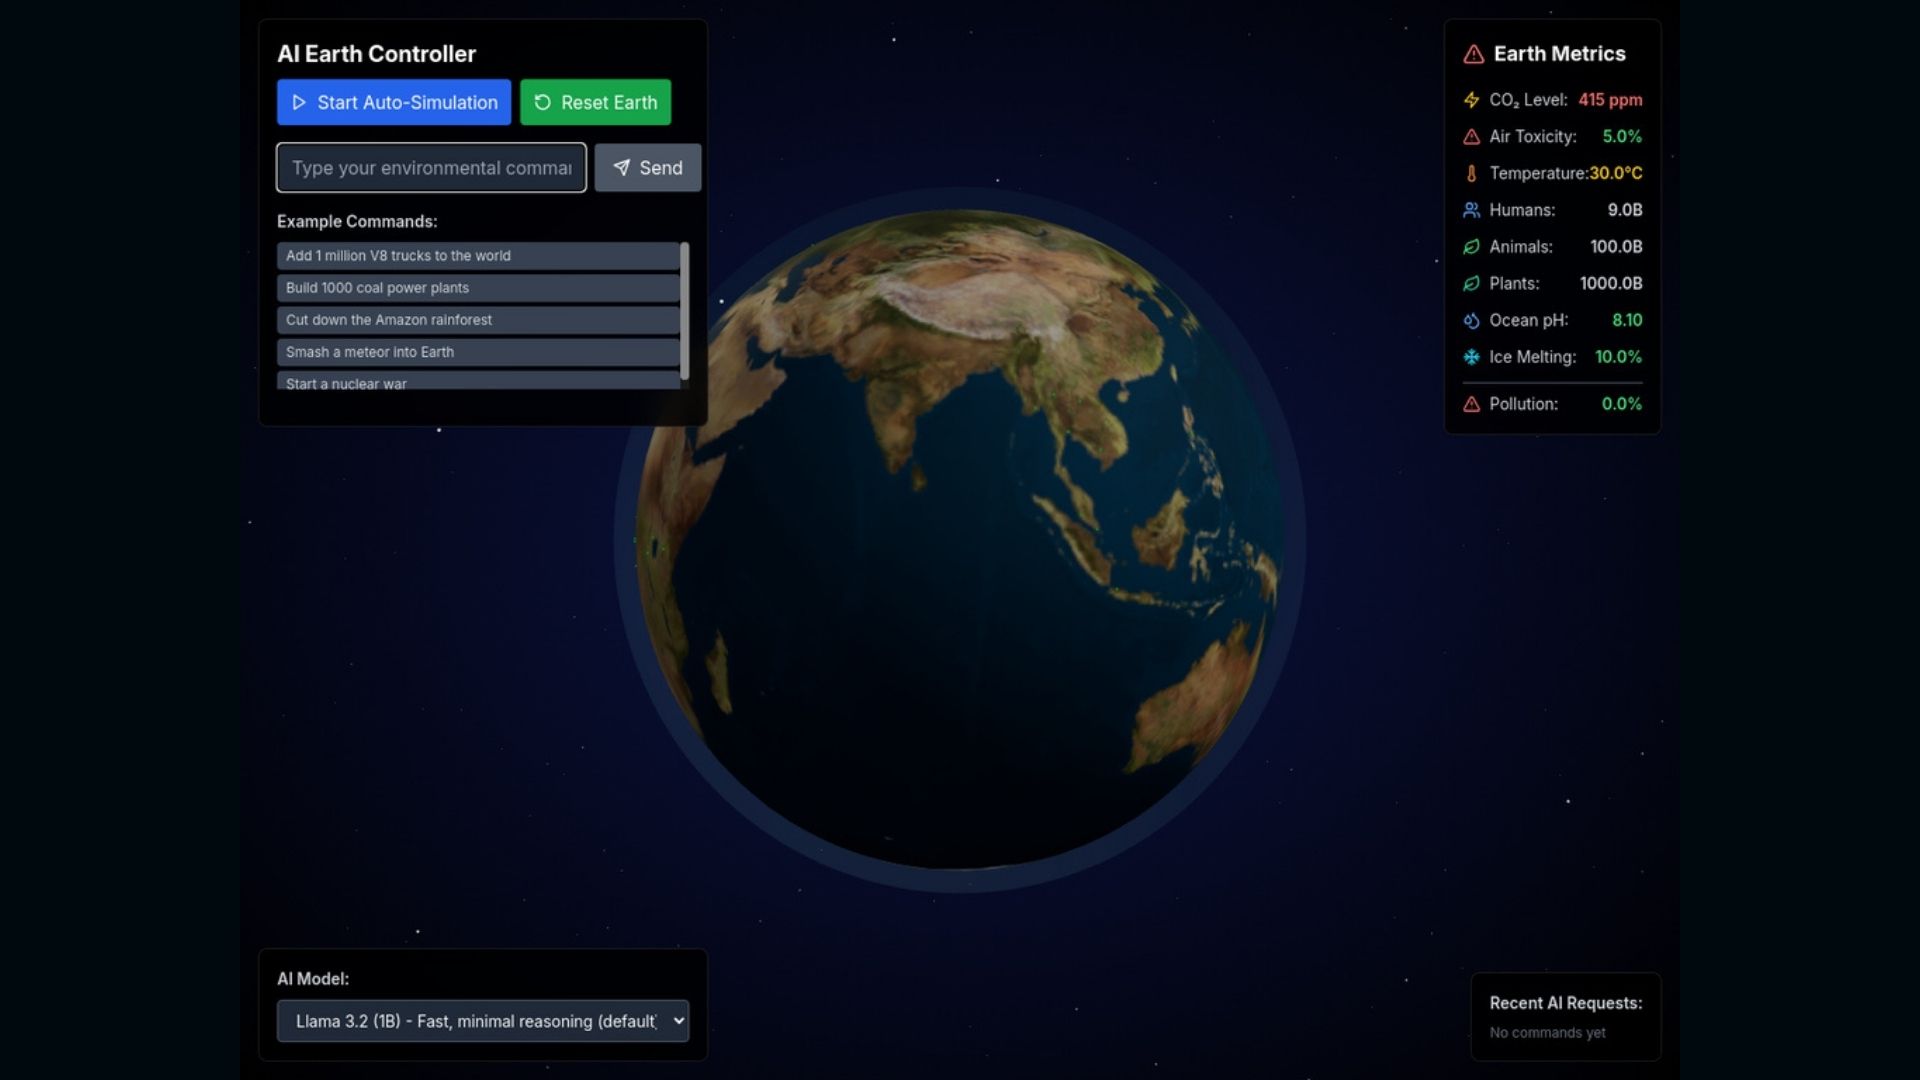 AI Earth Controller
Start Auto-Simulation
Reset Earth
Type your environmental comma
Send
Example Commands:
Add 1 million V8 trucks to the world
Build 1000 coal power plants
Cut down the Amazon rainforest
Smash a meteor into Earth
Start a nuclear war
Earth Metrics
CO₂ Level: 415 ppm
Air Toxicity: 5.0%
Temperature:30.0°C
Humans: 9.0B
Animals: 100.0B
Plants: 1000.0B
Ocean pH: 8.10
Ice Melting: 10.0%
Pollution: 0.0%
AI Model:
Llama 3.2 (1B) - Fast, minimal reasoning (default
Recent AI Requests:
No commands yet